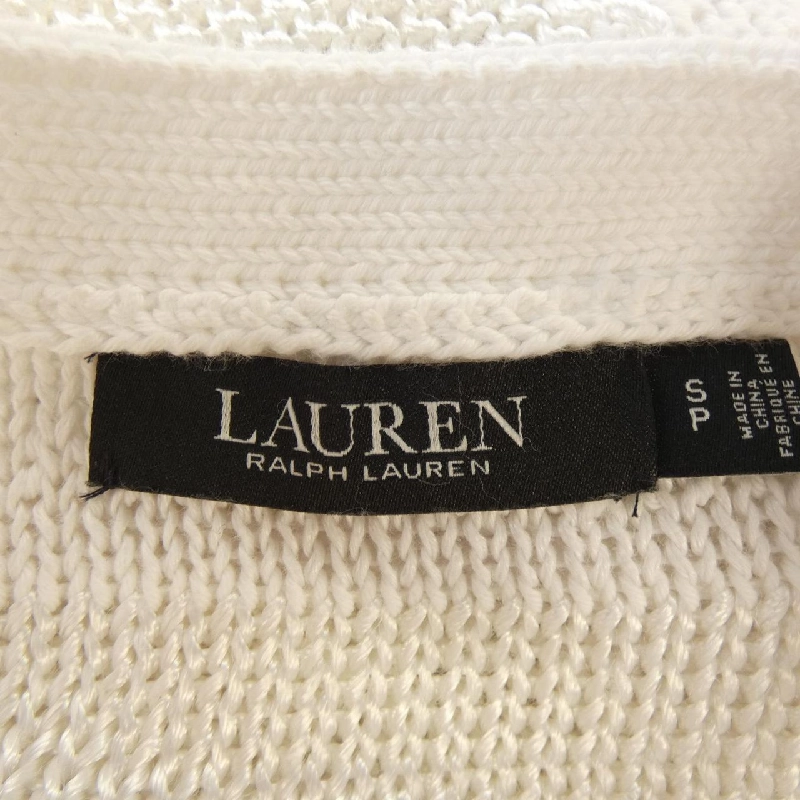 LAUREN
RALPH LAUREN
S
P
MADE IN
CHINA
FABRIQUÉ EN
CHINE